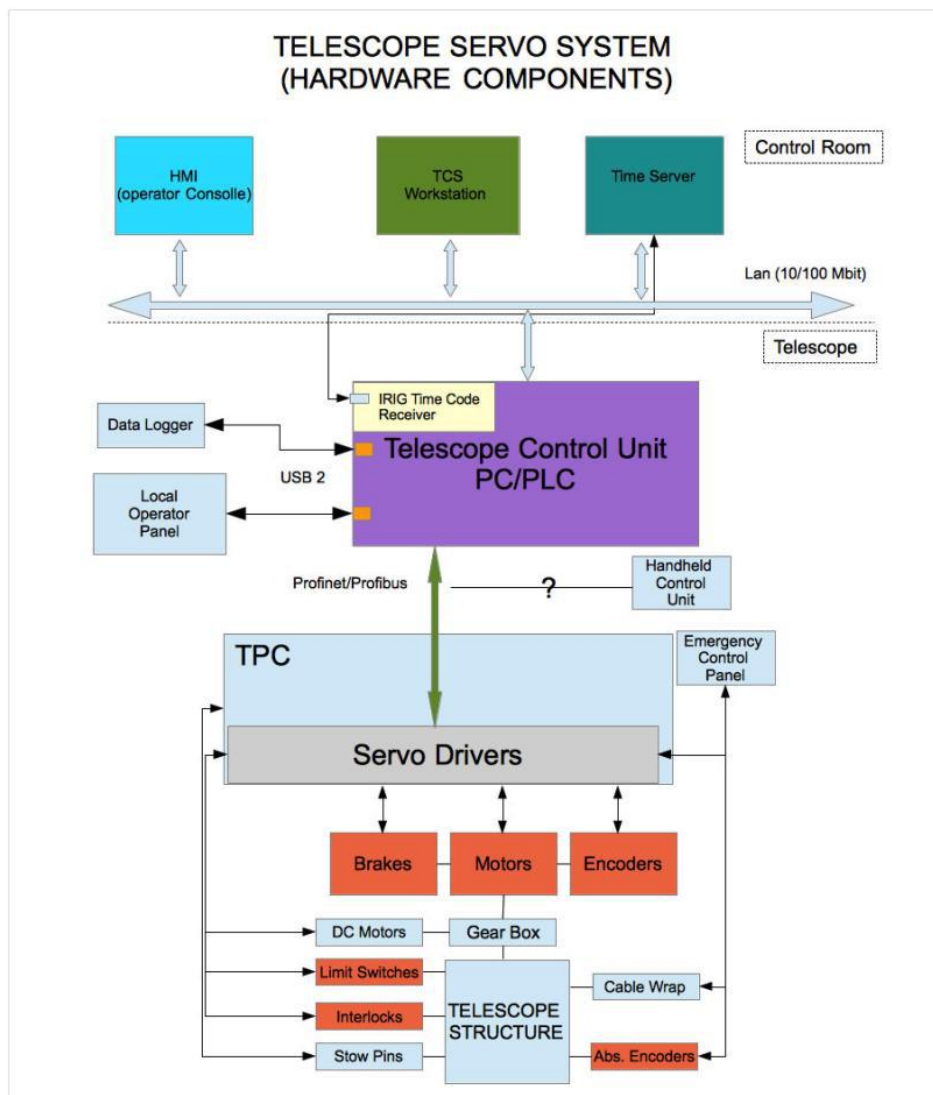 TELESCOPE SERVO SYSTEM
(HARDWARE COMPONENTS)
Control Room
HMI
(operator Consolle)
TCS
Workstation
Time Server
Lan (10/100 Mbit)
Telescope
IRIG Time Code
Receiver
Data Logger
Telescope Control Unit
PC/PLC
USB 2
Local
Operator
Panel
Profinet/Profibus
?
Handheld
Control
Unit
TPC
Emergency
Control
Panel
Servo Drivers
Brakes
Motors
Encoders
DC Motors
Gear Box
Limit Switches
Cable Wrap
TELESCOPE
STRUCTURE
Interlocks
Stow Pins
Abs. Encoders